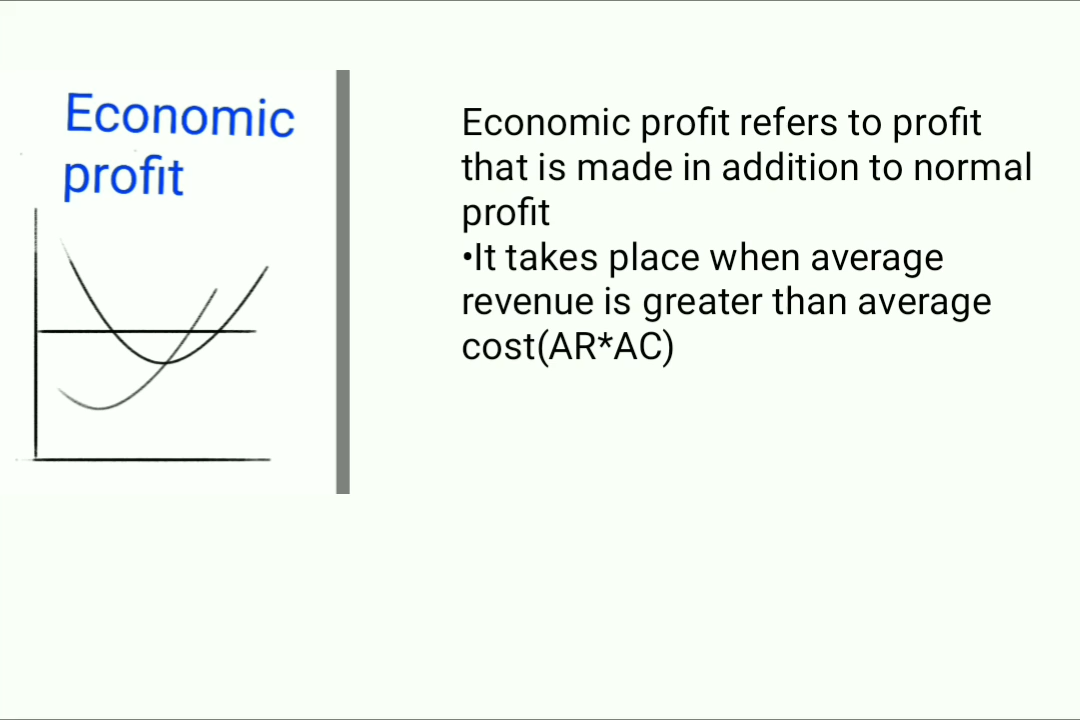 Economic
profit
Economic profit refers to profit
that is made in addition to normal
profit
•It takes place when average
revenue is greater than average
cost(AR*AC)